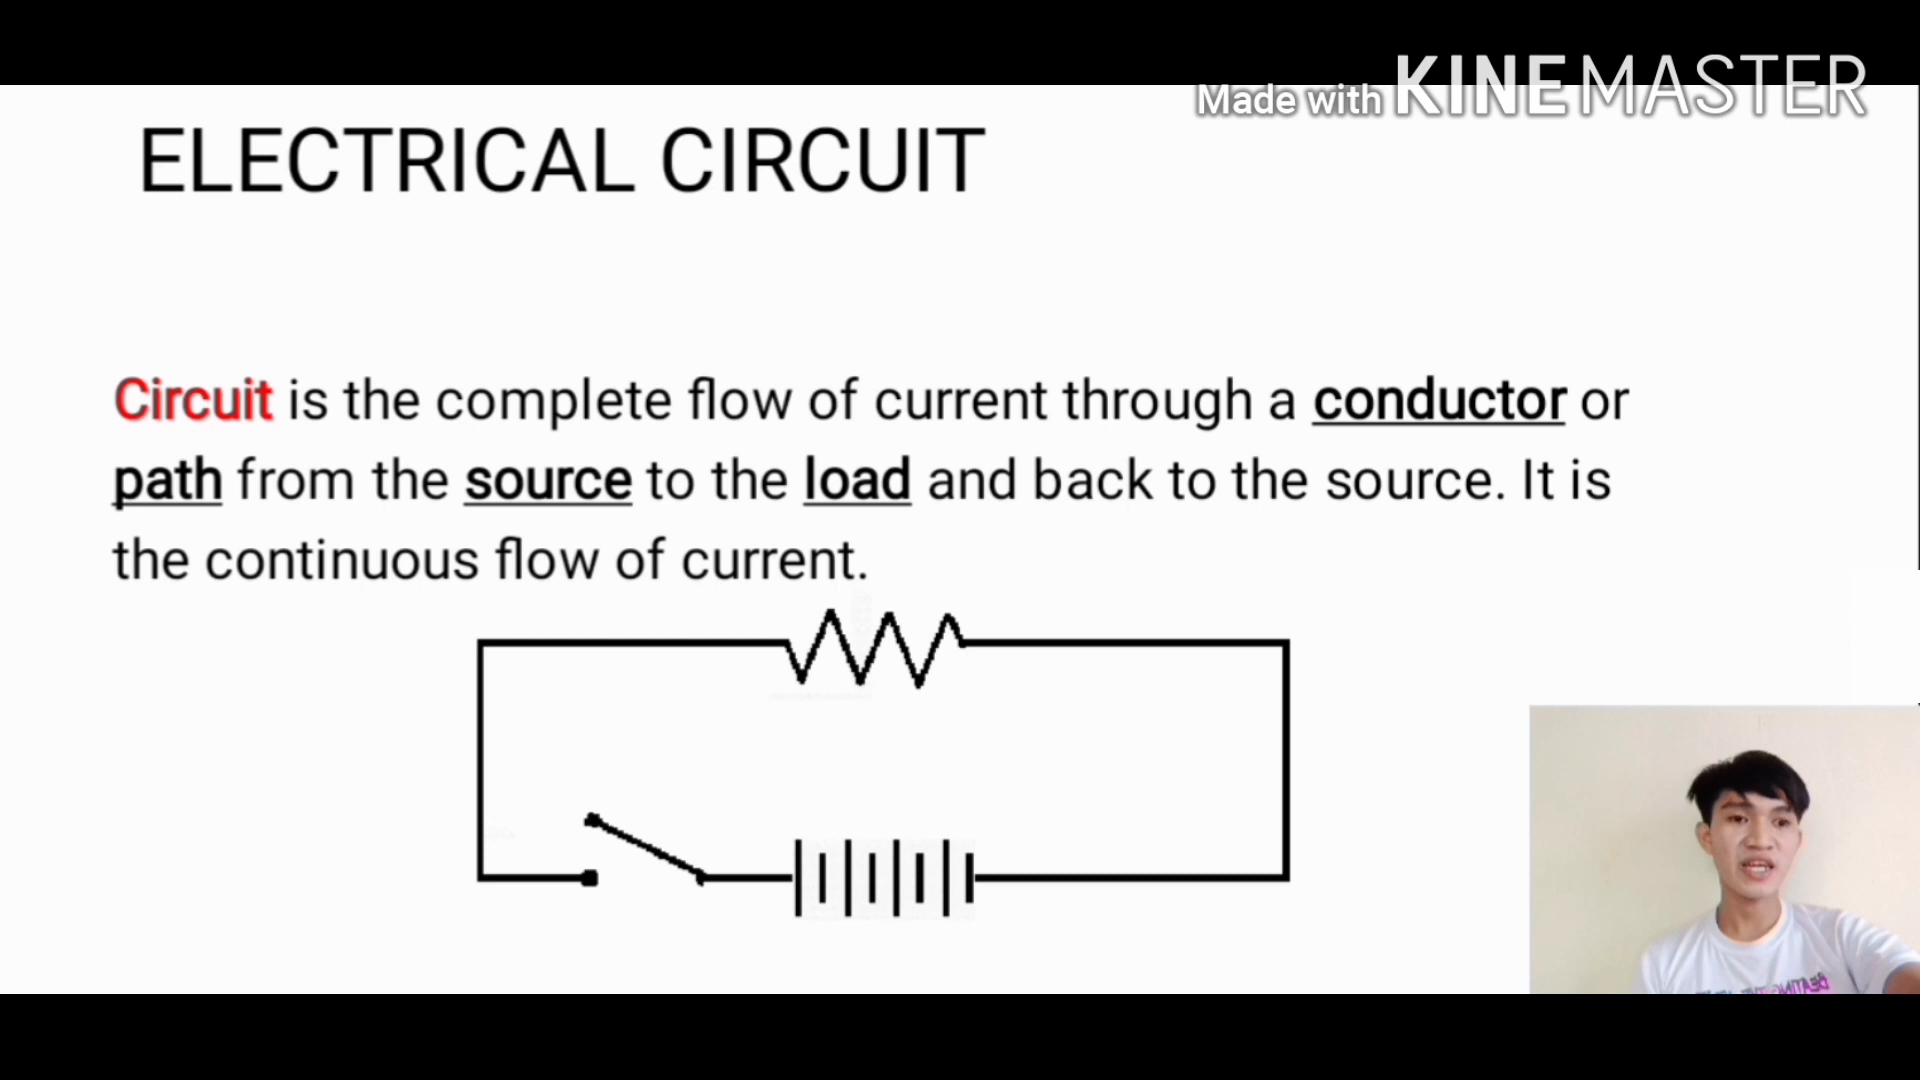 Made with KINEMASTER
ELECTRICAL CIRCUIT
Circuit is the complete flow of current through a conductor or
path from the source to the load and back to the source. It is
the continuous flow of current.